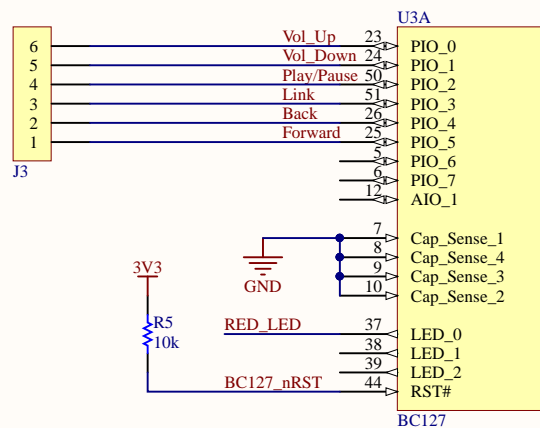 U3A
6 Vol_Up 23 PIO_0
5 Vol_Down 24 PIO_1
4 Play/Pause 50 PIO_2
3 Link 51 PIO_3
2 Back 26 PIO_4
1 Forward 25 PIO_5
J3
5 PIO_6
6 PIO_7
12 AIO_1
7 Cap_Sense_1
8 Cap_Sense_4
9 Cap_Sense_3
10 Cap_Sense_2
GND
3V3
R5
10k
RED_LED 37 LED_0
38 LED_1
39 LED_2
BC127_nRST 44 RST#
BC127